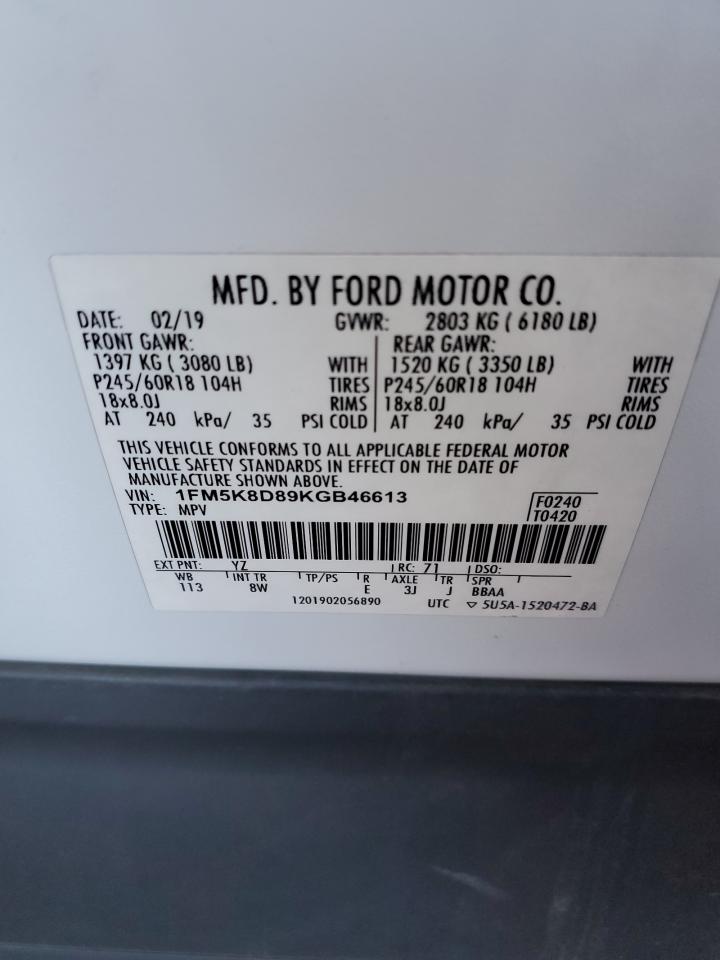 MFD. BY FORD MOTOR CO.
DATE: 02/19 GVWR: 2803 KG ( 6180 LB)
FRONT GAWR: REAR GAWR:
1397 KG ( 3080 LB) WITH 1520 KG ( 3350 LB) WITH
P245/60R18 104H TIRES P245/60R18 104H TIRES
18x8.0J RIMS 18x8.0J RIMS
AT 240 kPa/ 35 PSI COLD AT 240 kPa/ 35 PSI COLD
THIS VEHICLE CONFORMS TO ALL APPLICABLE FEDERAL MOTOR
VEHICLE SAFETY STANDARDS IN EFFECT ON THE DATE OF
MANUFACTURE SHOWN ABOVE.
VIN: 1FM5K8D89KGB46613 F0240
TYPE: MPV T0420
EXT PNT: YZ RC: 71 DSO:
WB INT TR TP/PS R AXLE TR SPR
113 8W E 3J J BBAA
1201902056890 UTC ▽ 5U5A-1520472-BA